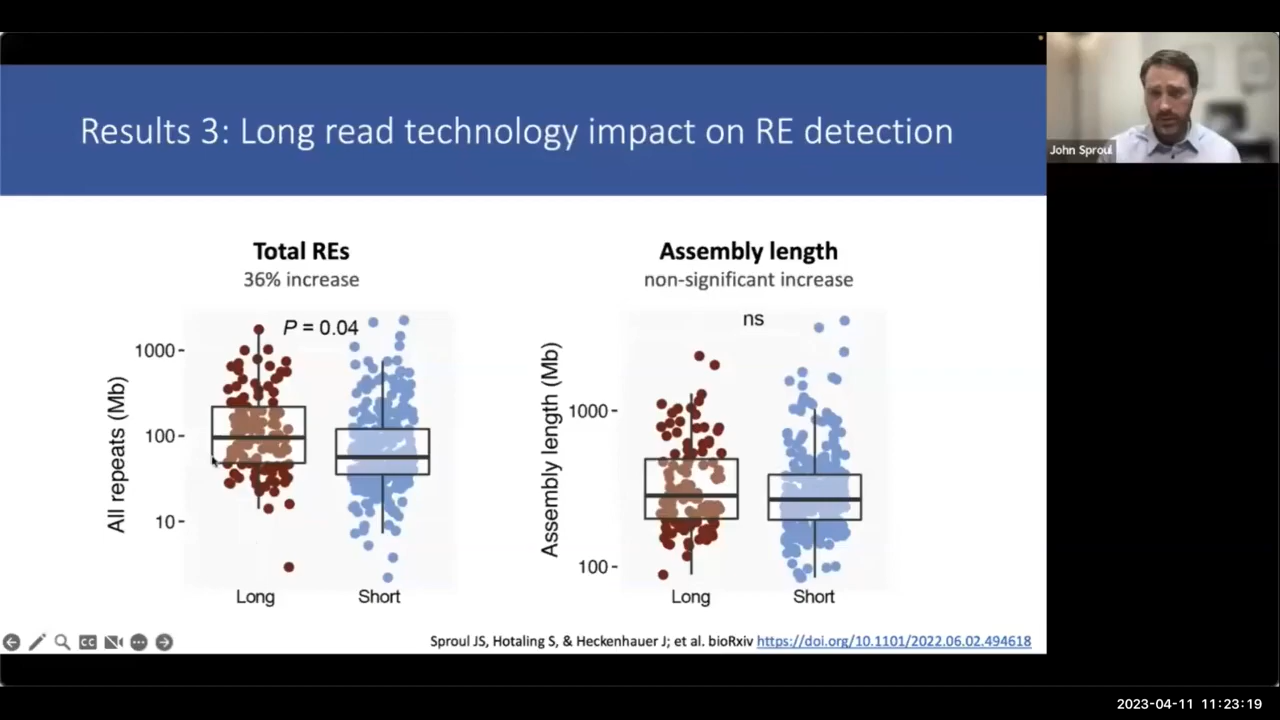 Results 3: Long read technology impact on RE detection
John Sproul
Total REs
36% increase
P = 0.04
All repeats (Mb)
1000
100
10
Long
Short
Assembly length
non-significant increase
ns
Assembly length (Mb)
1000
100
Long
Short
CC
Sproul JS, Hotaling S, & Heckenhauer J; et al. bioRxiv https://doi.org/10.1101/2022.06.02.494618
2023-04-11 11:23:19